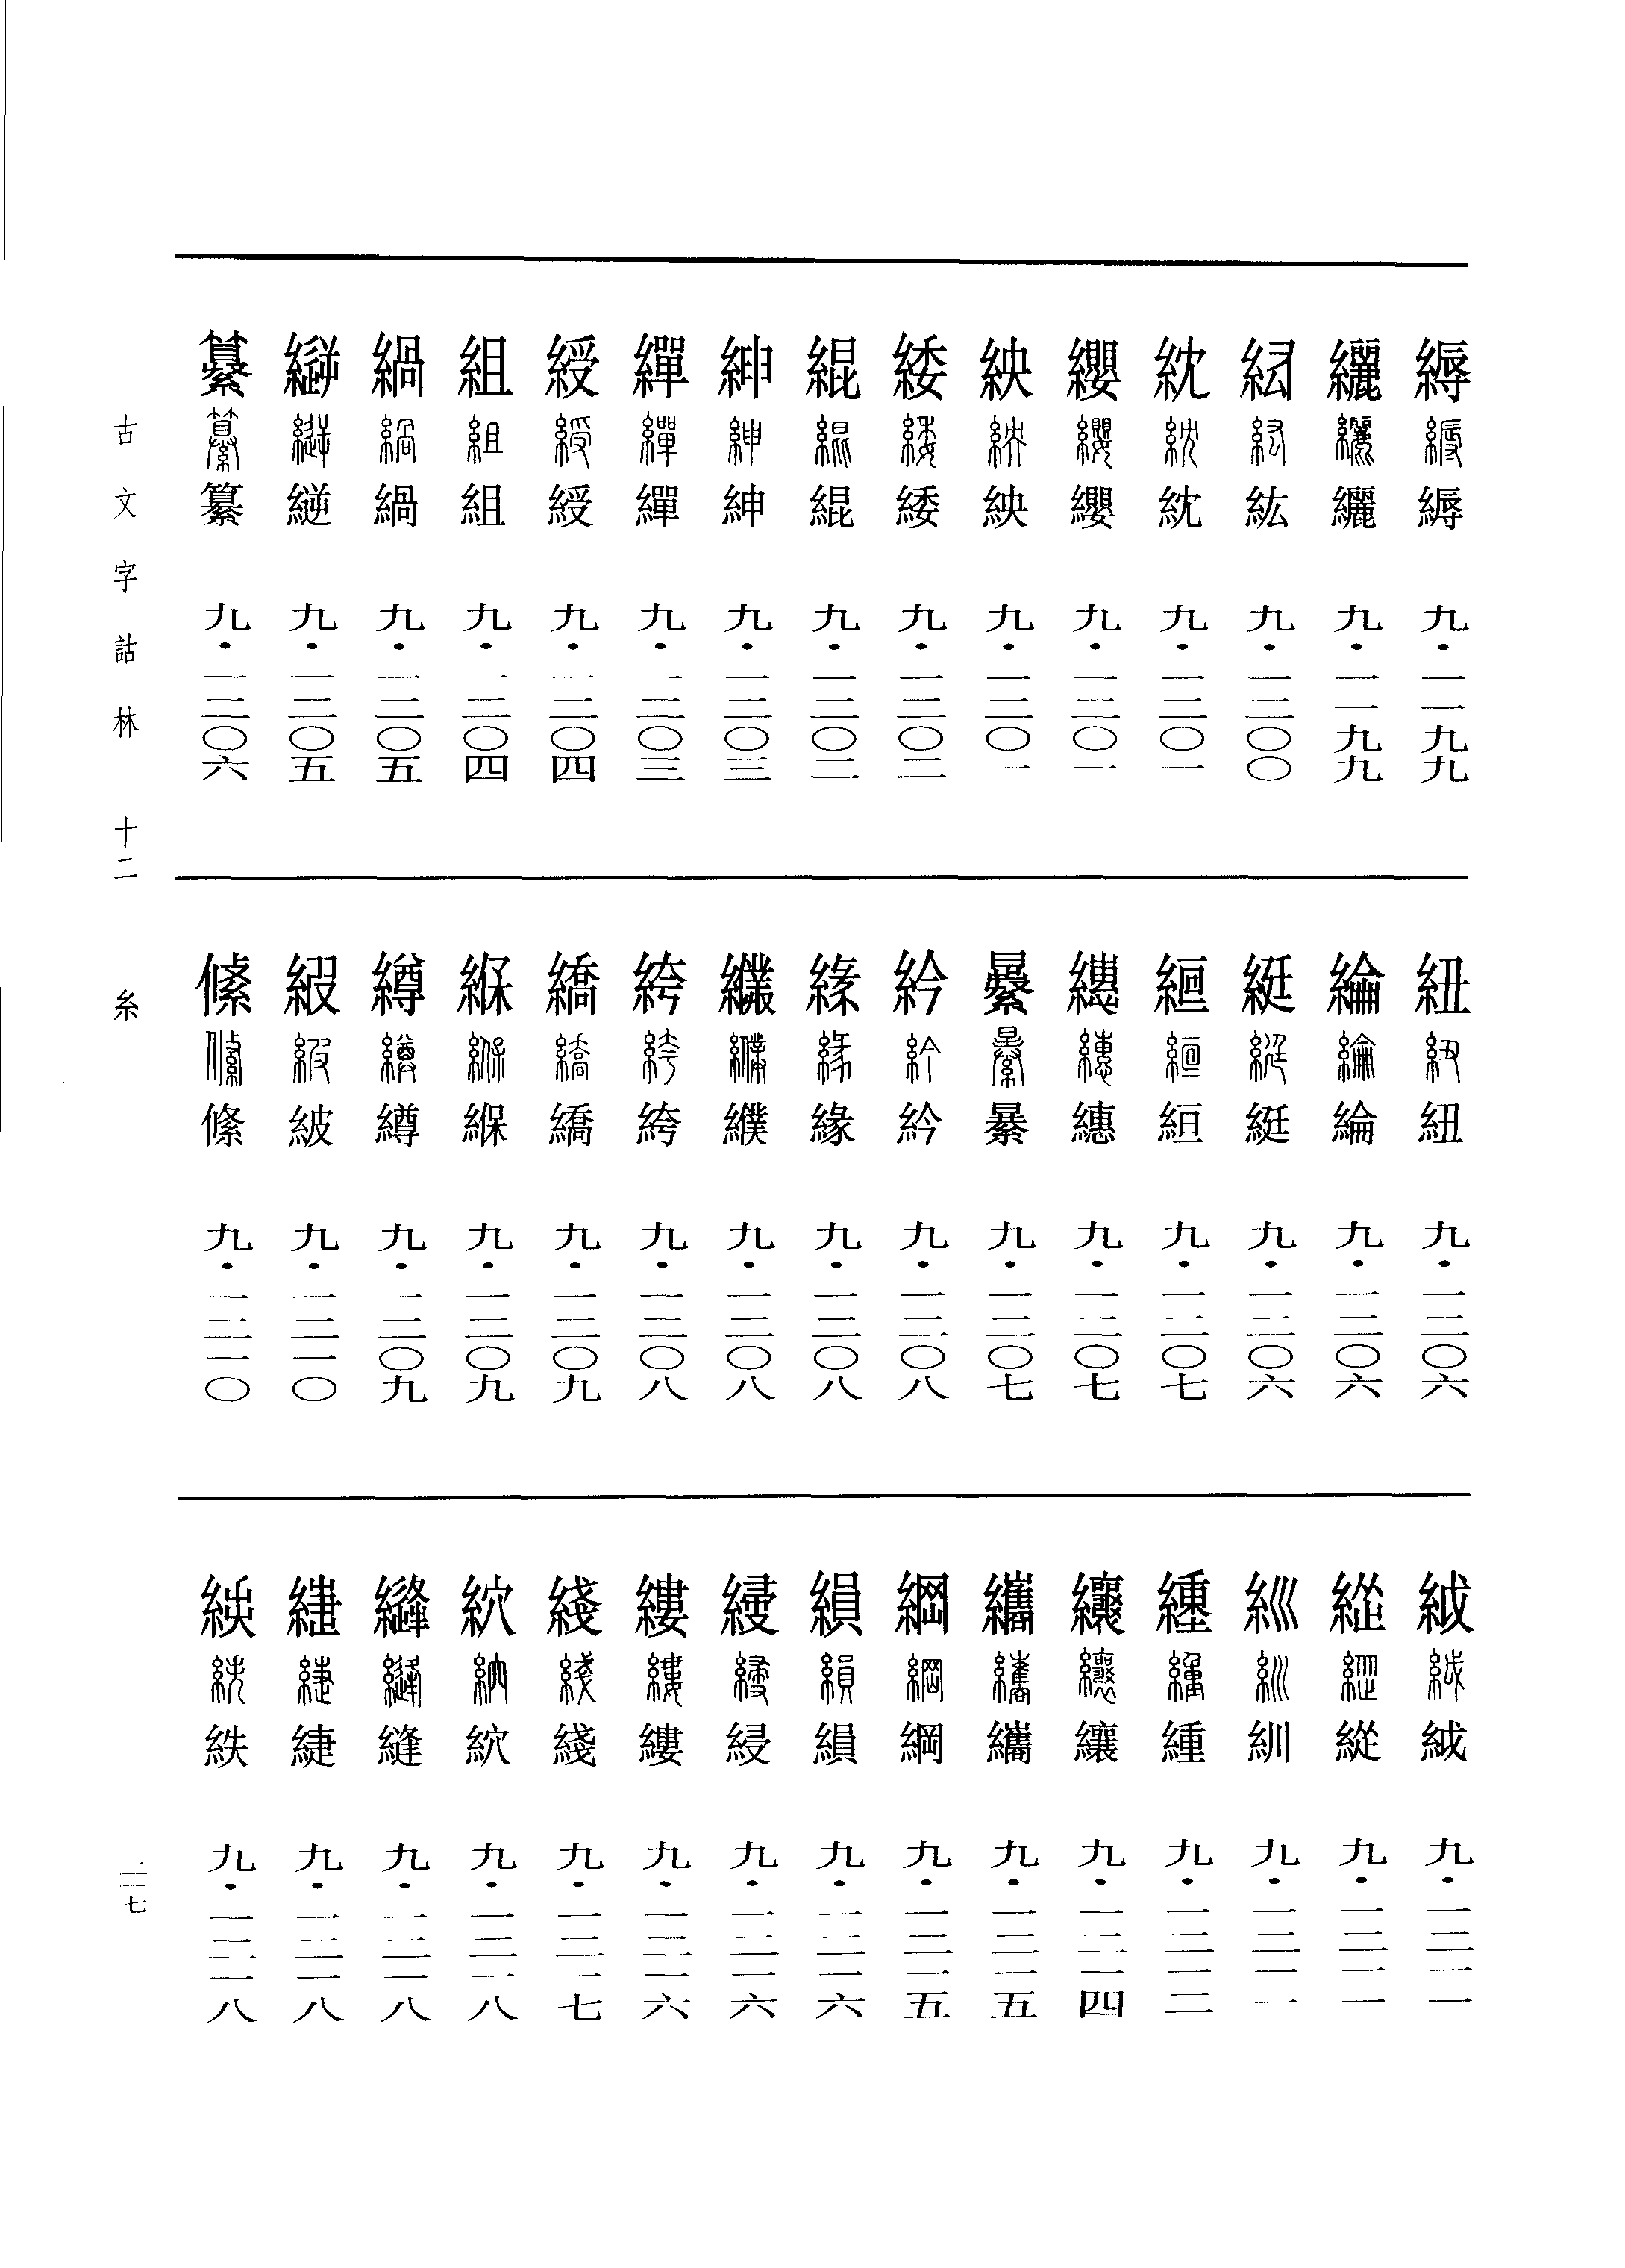 縟 縟 九·一一九九
纚 纚 九·一一九九
紭 紘 九·一二〇〇
紞 紞 九·一二〇一
纓 纓 九·一二〇一
紻 紻 九·一二〇一
緌 緌 九·一二〇二
緄 緄 九·一二〇二
紳 紳 九·一二〇三
繟 繟 九·一二〇三
綬 綬 九·一二〇四
組 組 九·一二〇四
緺 緺 九·一二〇五
縌 縌 九·一二〇五
纂 纂 九·一二〇六
紐 紐 九·一二〇六
綸 綸 九·一二〇六
綎 綎 九·一二〇六
絙 絙 九·一二〇七
繐 繐 九·一二〇七
九·一二〇七
紟 紟 九·一二〇八
緣 緣 九·一二〇八
纀 纀 九·一二〇八
絝 絝 九·一二〇八
繑 繑 九·一二〇九
緥 緥 九·一二〇九
繜 繜 九·一二〇九
紴 紴 九·一二一〇
絛 絛 九·一二一〇
䋐 䋐 九·一二一一
緃 緃 九·一二一一
紃 紃 九·一二一一
緟 緟 九·一二一二
纕 纕 九·一二一四
纗 纗 九·一二一五
綱 綱 九·一二一五
縜 縜 九·一二一六
綅 綅 九·一二一六
縷 縷 九·一二一六
綫 綫 九·一二一七
九·一二一八
縫 縫 九·一二一八
緁 緁 九·一二一八
紩 紩 九·一二一八
古文字詁林 十二 糸